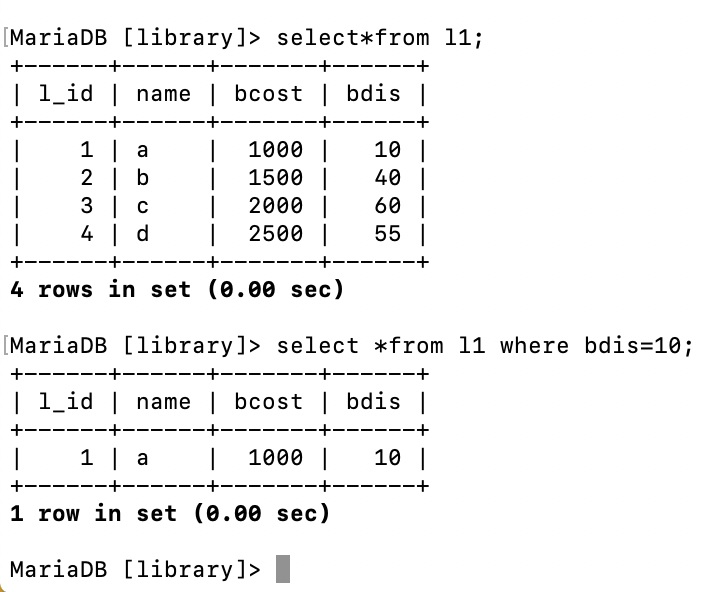 [MariaDB [library]> select*from l1;
+------+------+-------+------+
| l_id | name | bcost | bdis |
+------+------+-------+------+
|    1 | a    |  1000 |   10 |
|    2 | b    |  1500 |   40 |
|    3 | c    |  2000 |   60 |
|    4 | d    |  2500 |   55 |
+------+------+-------+------+
4 rows in set (0.00 sec)
[MariaDB [library]> select *from l1 where bdis=10;
+------+------+-------+------+
| l_id | name | bcost | bdis |
+------+------+-------+------+
|    1 | a    |  1000 |   10 |
+------+------+-------+------+
1 row in set (0.00 sec)
MariaDB [library]>